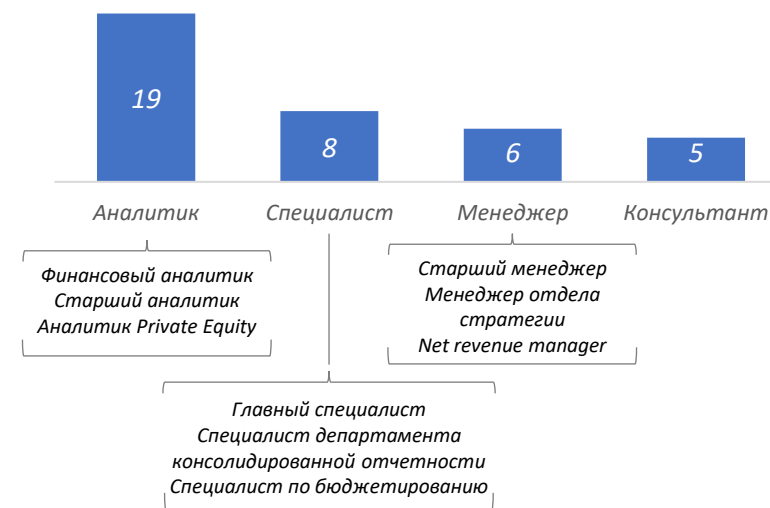 19
8
6
5
Аналитик
Специалист
Менеджер
Консультант
Финансовый аналитик
Старший аналитик
Аналитик Private Equity
Старший менеджер
Менеджер отдела
стратегии
Net revenue manager
Главный специалист
Специалист департамента
консолидированной отчетности
Специалист по бюджетированию